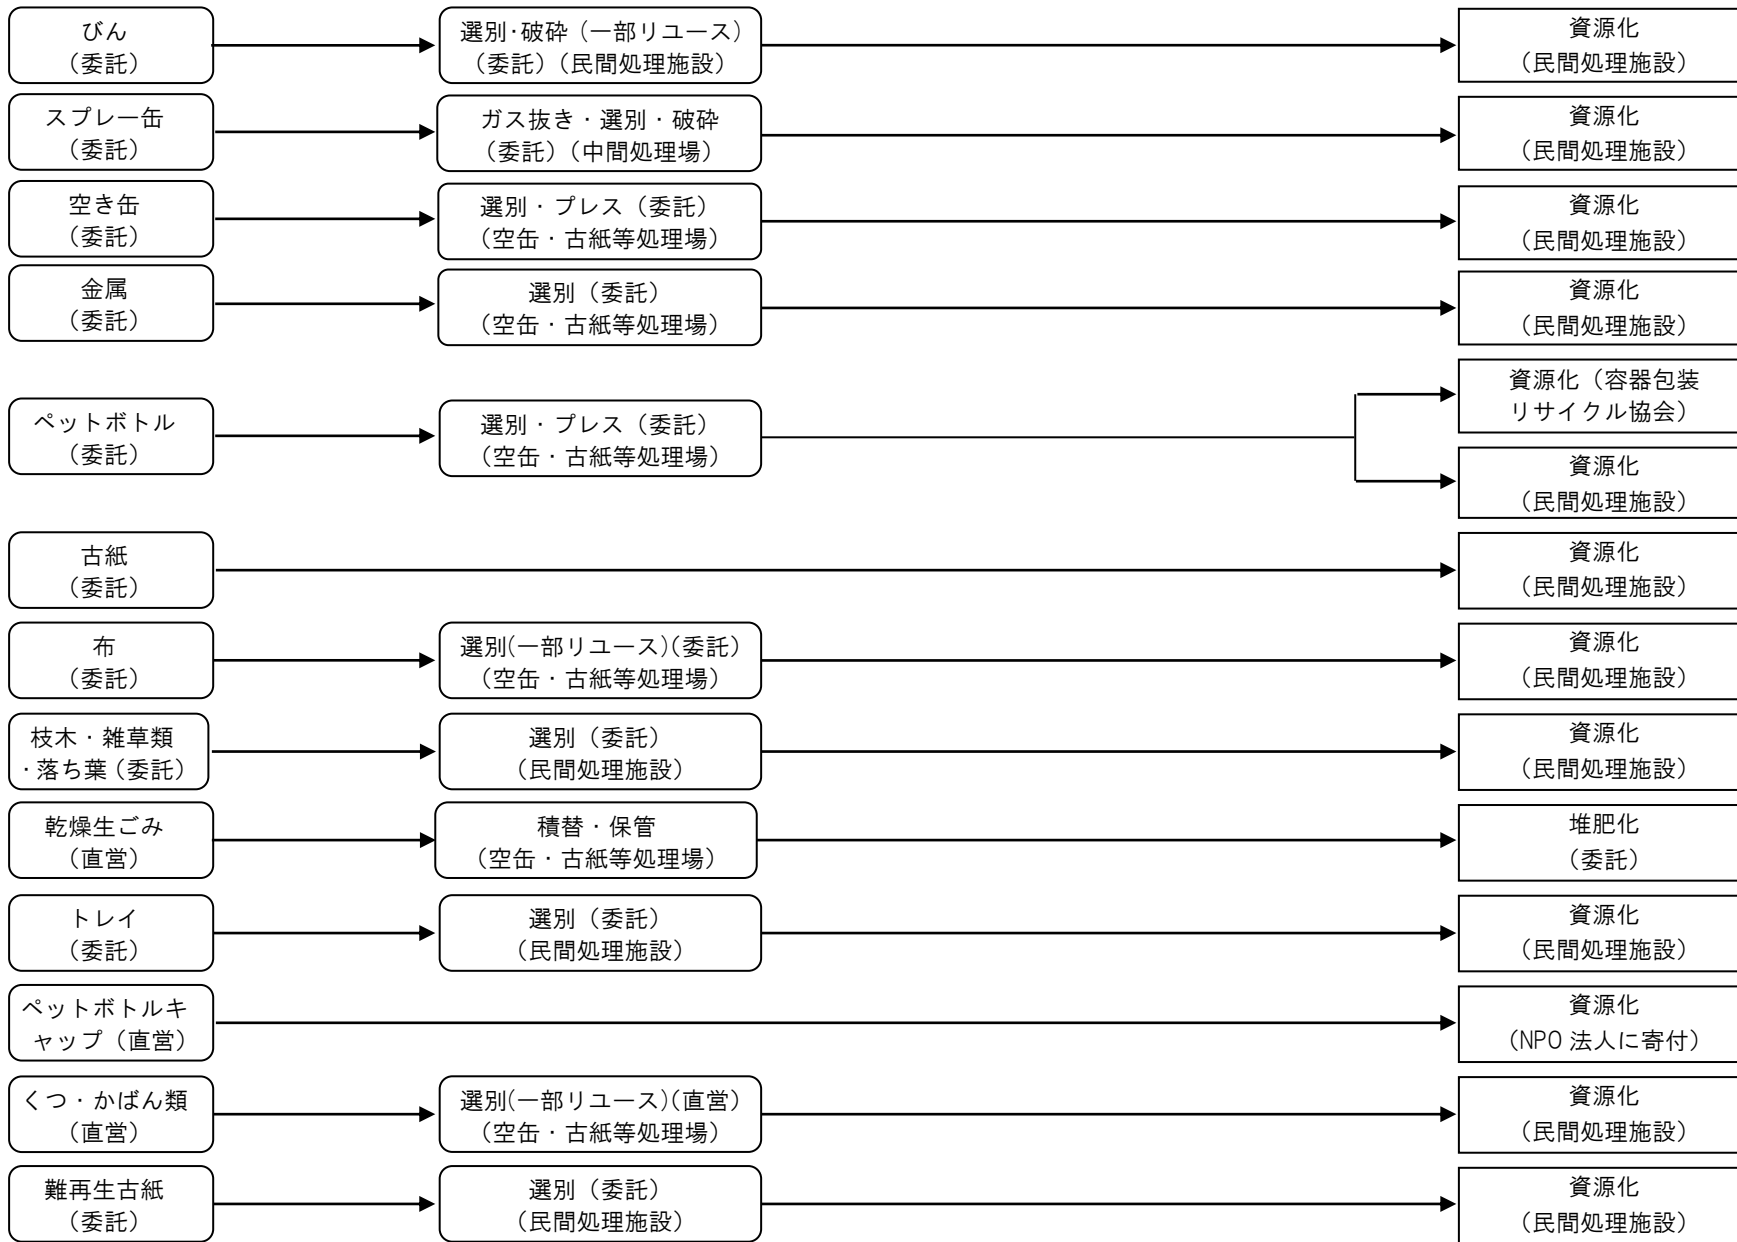 びん
（委託）
選別・破砕（一部リユース）
（委託）（民間処理施設）
資源化
（民間処理施設）
スプレー缶
（委託）
ガス抜き・選別・破砕
（委託）（中間処理場）
資源化
（民間処理施設）
空き缶
（委託）
選別・プレス（委託）
（空缶・古紙等処理場）
資源化
（民間処理施設）
金属
（委託）
選別（委託）
（空缶・古紙等処理場）
資源化
（民間処理施設）
ペットボトル
（委託）
選別・プレス（委託）
（空缶・古紙等処理場）
資源化（容器包装
リサイクル協会）
資源化
（民間処理施設）
古紙
（委託）
資源化
（民間処理施設）
布
（委託）
選別(一部リユース)(委託）
（空缶・古紙等処理場）
資源化
（民間処理施設）
枝木・雑草類
・落ち葉（委託）
選別（委託）
（民間処理施設）
資源化
（民間処理施設）
乾燥生ごみ
（直営）
積替・保管
（空缶・古紙等処理場）
堆肥化
（委託）
トレイ
（委託）
選別（委託）
（民間処理施設）
資源化
（民間処理施設）
ペットボトルキ
ャップ（直営）
資源化
（NPO 法人に寄付）
くつ・かばん類
（直営）
選別(一部リユース)(直営）
（空缶・古紙等処理場）
資源化
（民間処理施設）
難再生古紙
（委託）
選別（委託）
（民間処理施設）
資源化
（民間処理施設）